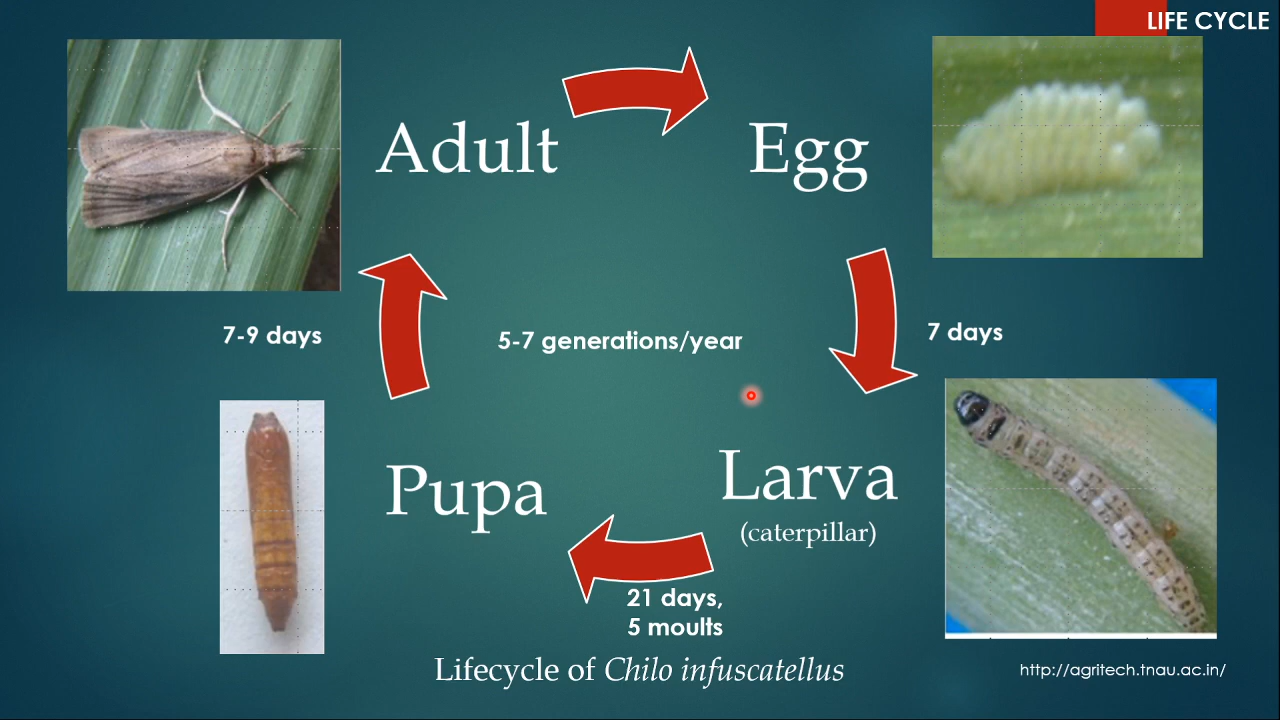 LIFE CYCLE
Adult
Egg
7-9 days
5-7 generations/year
7 days
Pupa
Larva
(caterpillar)
21 days,
5 moults
Lifecycle of Chilo infuscatellus
http://agritech.tnau.ac.in/